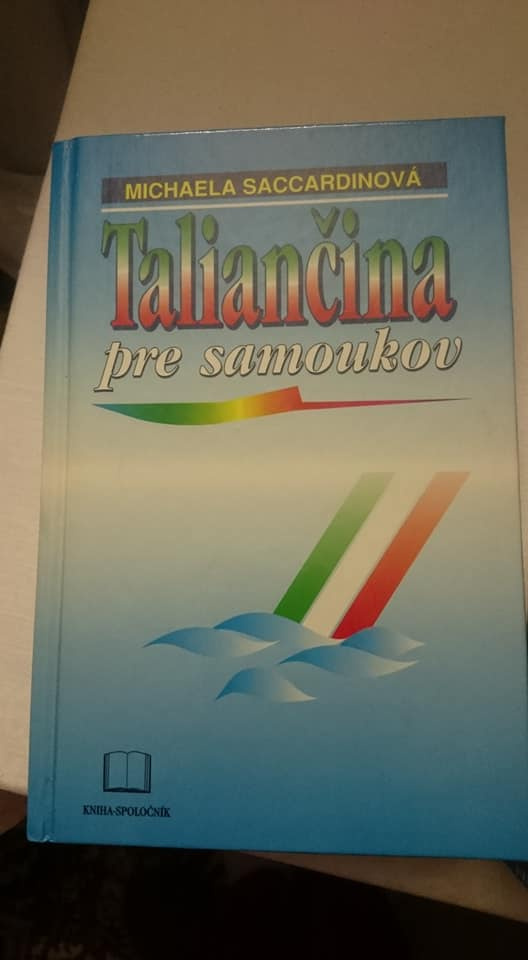 MICHAELA SACCARDINOVÁ
Taliančina
pre samoukov
KNIHA-SPOLOČNÍK